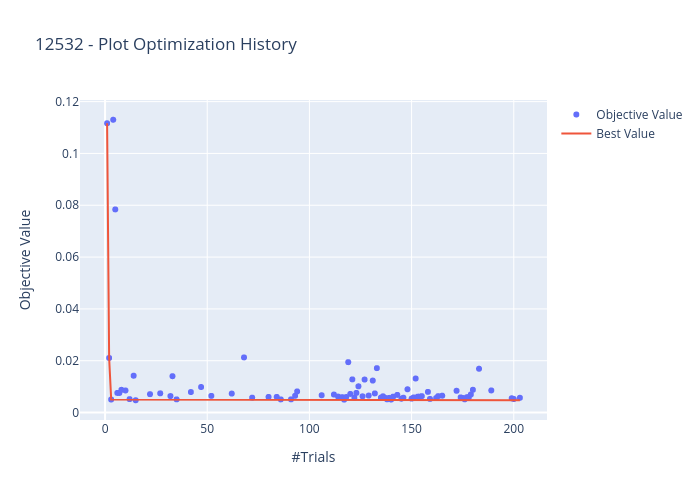 12532 - Plot Optimization History
Objective Value
0.12
0.1
0.08
0.06
0.04
0.02
0
0 50 100 150 200
#Trials
Objective Value
Best Value